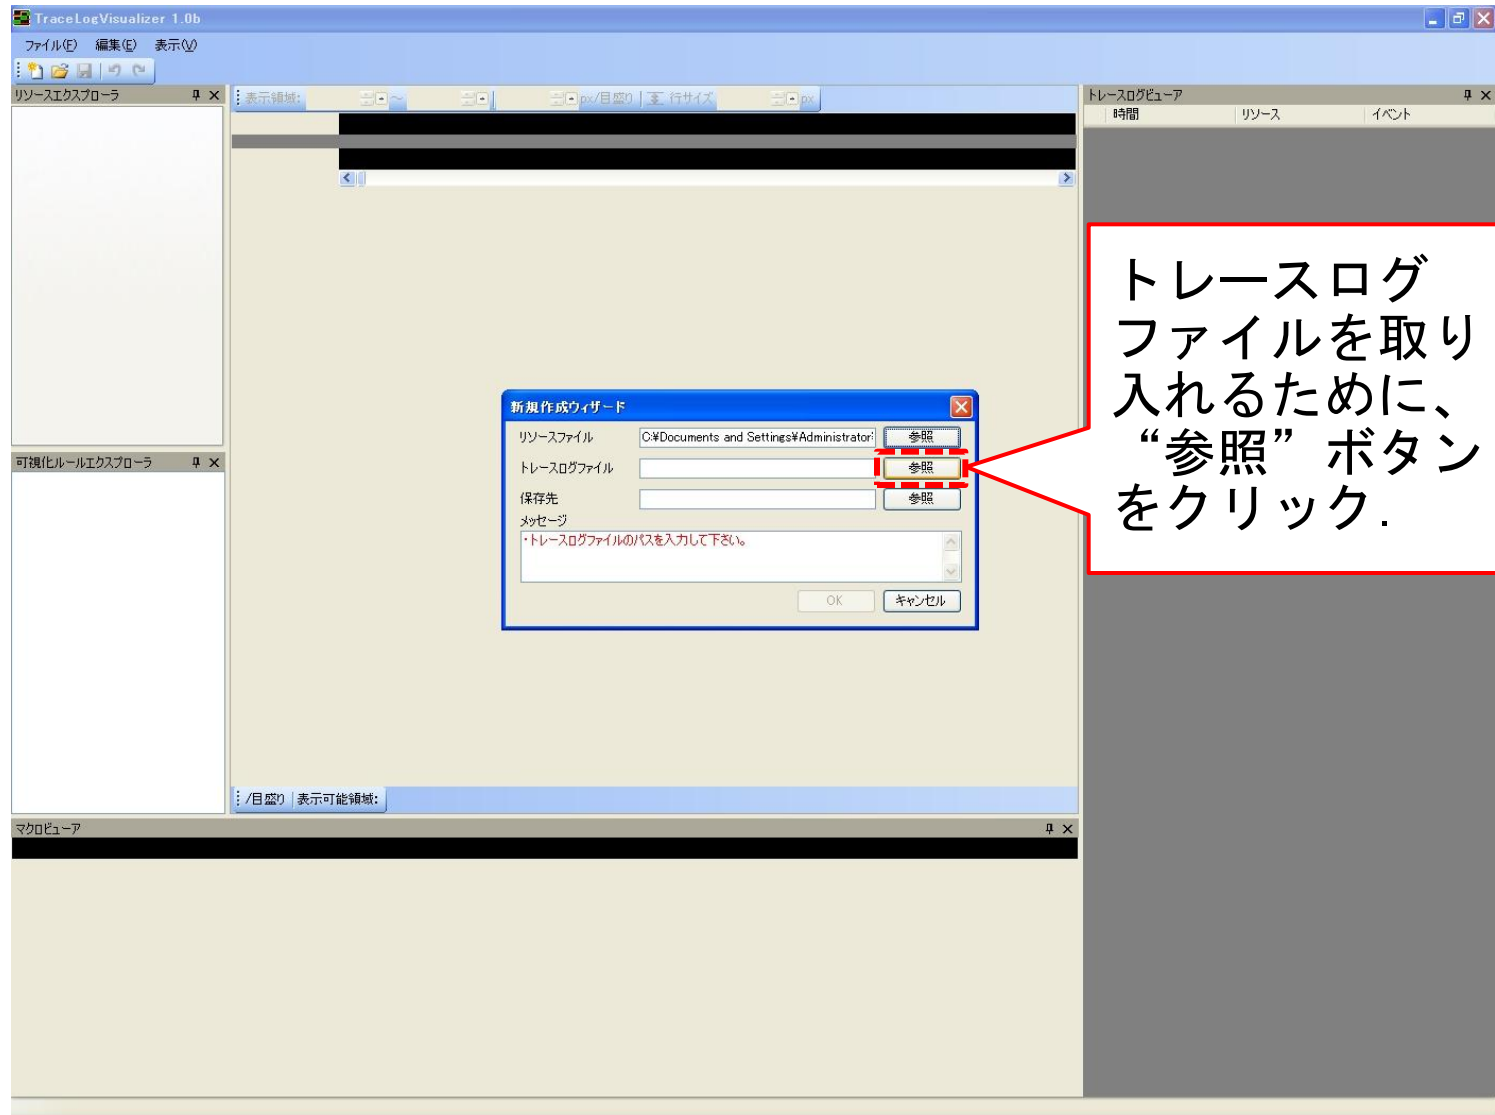 TraceLogVisualizer 1.0b
ファイル(F) 編集(E) 表示(V)
リソースエクスプローラ
表示領域: ～ px/目盛り 行サイズ px
トレースログビューア
時間 リソース イベント
トレースログ
ファイルを取り
入れるために、
“参照”ボタン
をクリック.
新規作成ウィザード
リソースファイル C:¥Documents and Settings¥Administrator 参照
トレースログファイル 参照
保存先 参照
メッセージ
・トレースログファイルのパスを入力して下さい。
OK キャンセル
可視化ルールエクスプローラ
/目盛り 表示可能領域:
マクロビューア